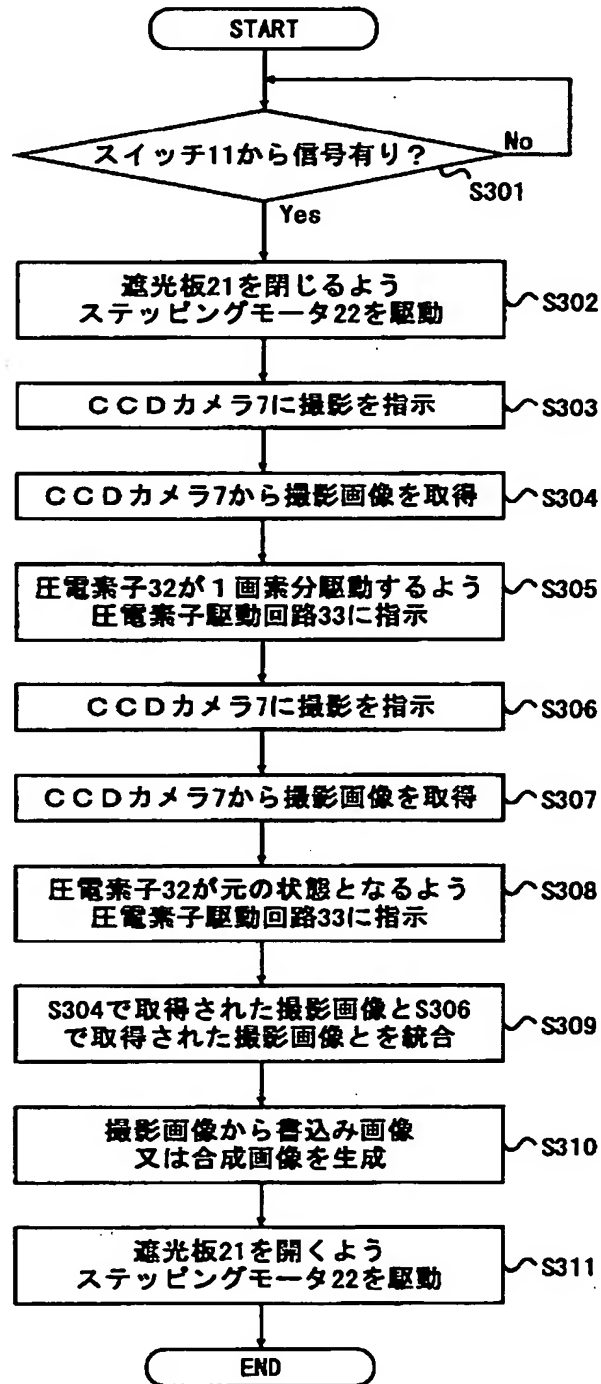 START
スイッチ11から信号有り?
No
S301
Yes
遮光板21を閉じるよう
ステッピングモータ22を駆動
S302
CCDカメラ7に撮影を指示
S303
CCDカメラ7から撮影画像を取得
S304
圧電素子32が1画素分駆動するよう
圧電素子駆動回路33に指示
S305
CCDカメラ7に撮影を指示
S306
CCDカメラ7から撮影画像を取得
S307
圧電素子32が元の状態となるよう
圧電素子駆動回路33に指示
S308
S304で取得された撮影画像とS306
で取得された撮影画像とを統合
S309
撮影画像から書込み画像
又は合成画像を生成
S310
遮光板21を開くよう
ステッピングモータ22を駆動
S311
END